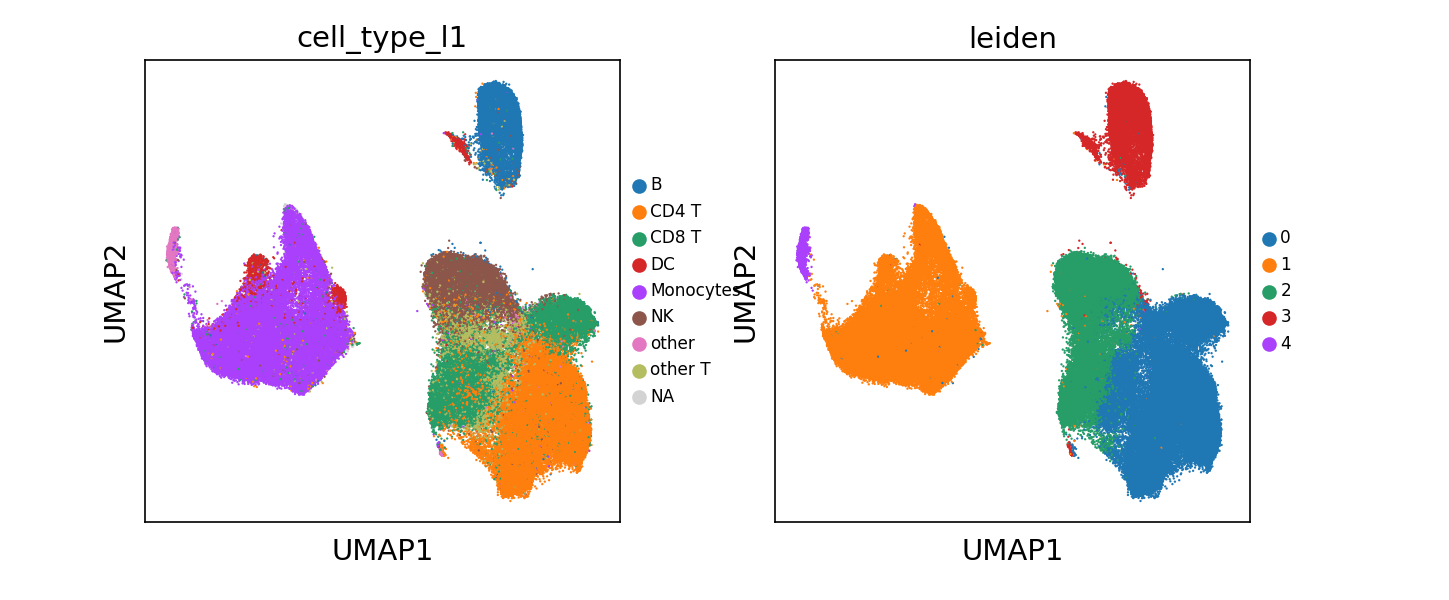 cell_type_l1
UMAP2
UMAP1
B
CD4 T
CD8 T
DC
Monocytes
NK
other
other T
NA
leiden
UMAP2
UMAP1
0
1
2
3
4